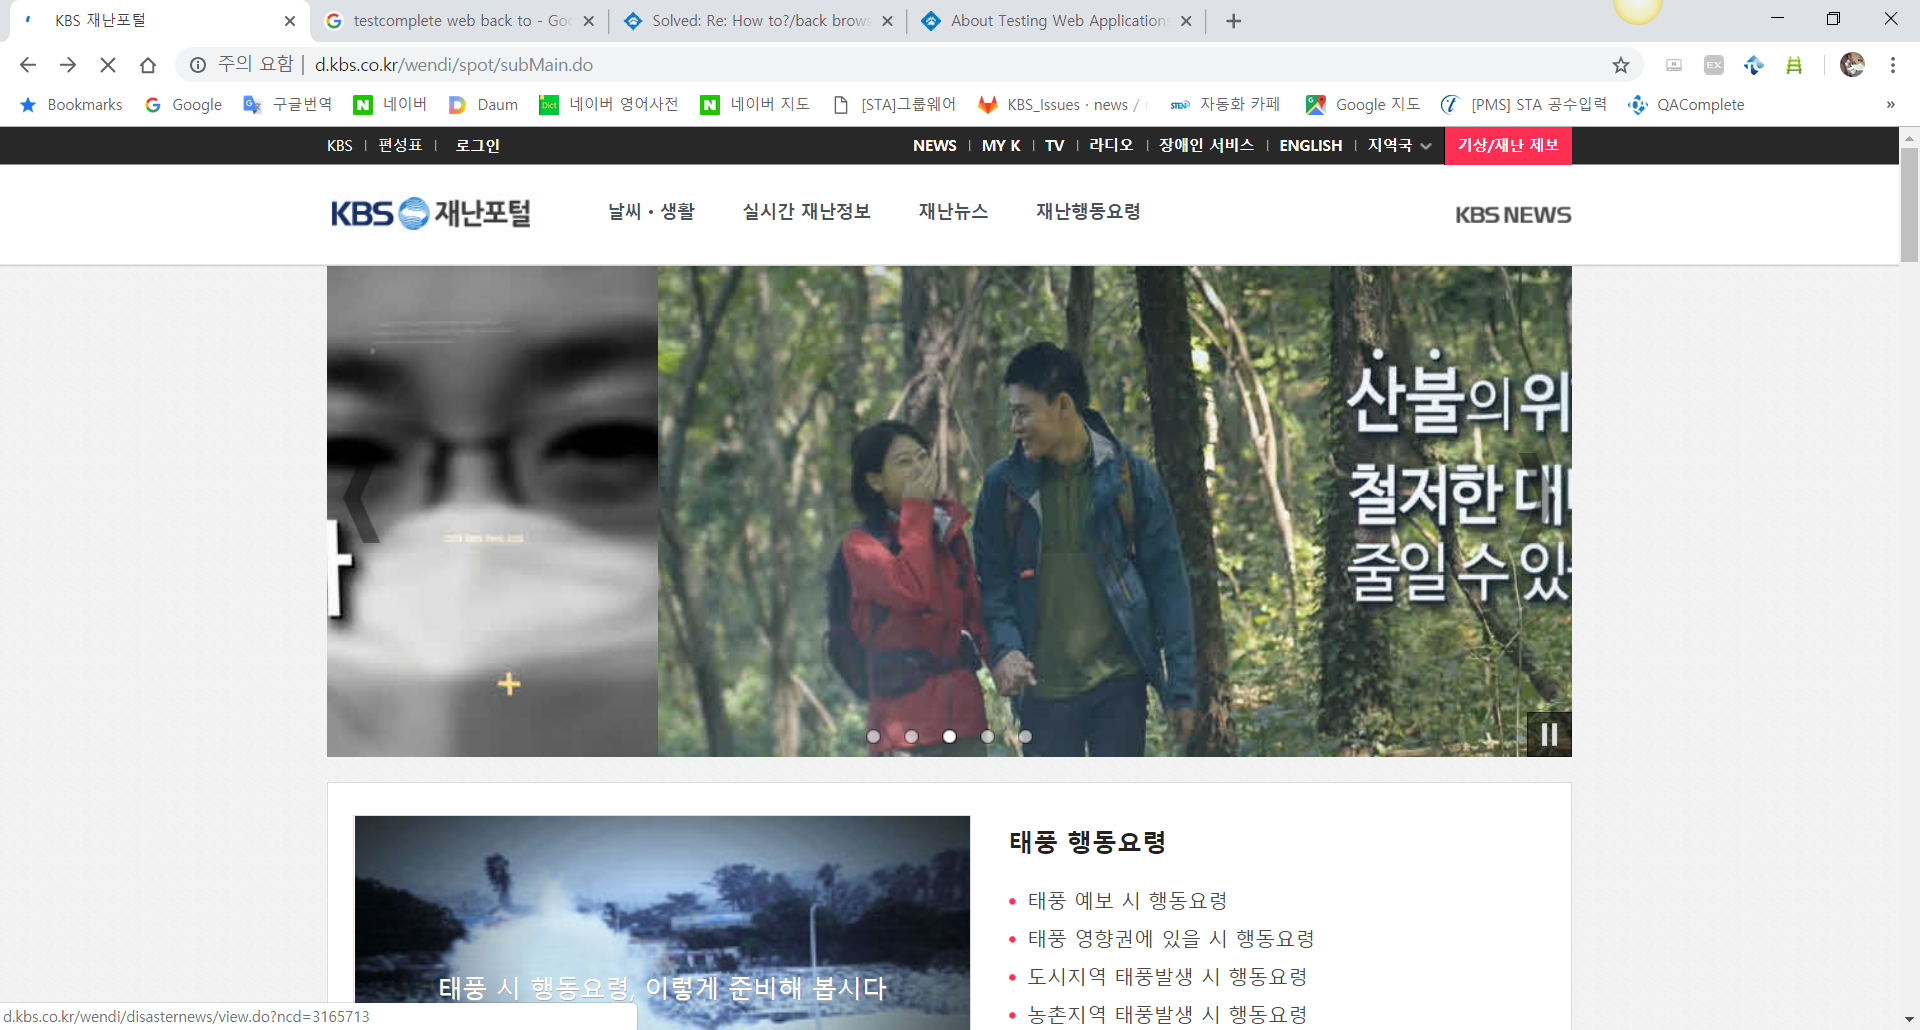 KBS 재난포털
testcomplete web back to - Goo
Solved: Re: How to?/back brows
About Testing Web Applications
주의 요함 | d.kbs.co.kr/wendi/spot/subMain.do
Bookmarks Google 구글번역 네이버 Daum 네이버 영어사전 네이버 지도 [STA]그룹웨어 KBS_Issues · news / 자동화 카페 Google 지도 [PMS] STA 공수입력 QAComplete »
KBS | 편성표 | 로그인
NEWS | MY K | TV | 라디오 | 장애인 서비스 | ENGLISH | 지역국 기상/재난 제보
KBS 재난포털 날씨 · 생활 실시간 재난정보 재난뉴스 재난행동요령 KBS NEWS
산불의 위
철저한 대
줄일 수 있
태풍 행동요령
태풍 예보 시 행동요령
태풍 영향권에 있을 시 행동요령
도시지역 태풍발생 시 행동요령
농촌지역 태풍발생 시 행동요령
태풍 시 행동요령, 이렇게 준비해 봅시다
d.kbs.co.kr/wendi/disasternews/view.do?ncd=3165713